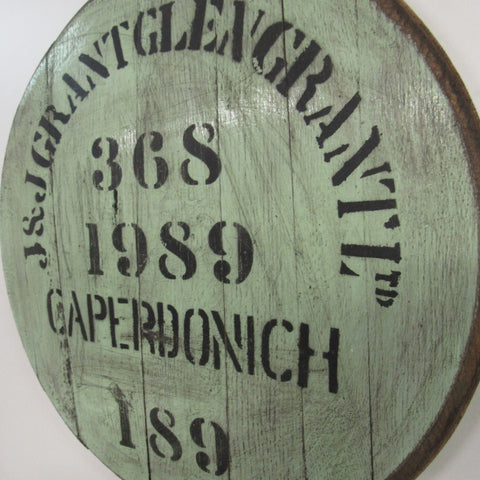 J&J GRANT GLEN GRANT LTD
368
1989
CAPERDONICH
189